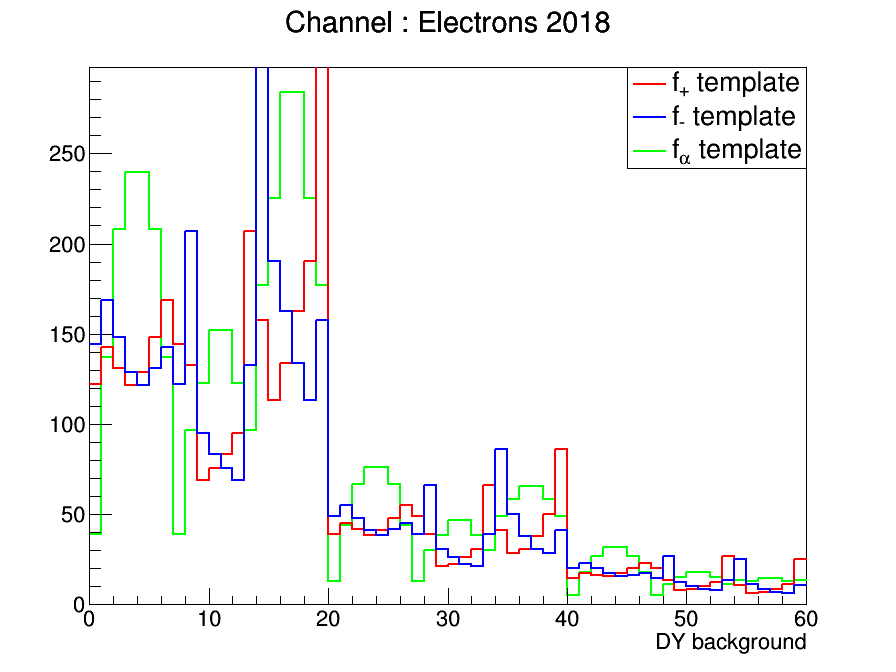 Channel : Electrons 2018
f+ template
f- template
fα template
250
200
150
100
50
0
0 10 20 30 40 50 60
DY background